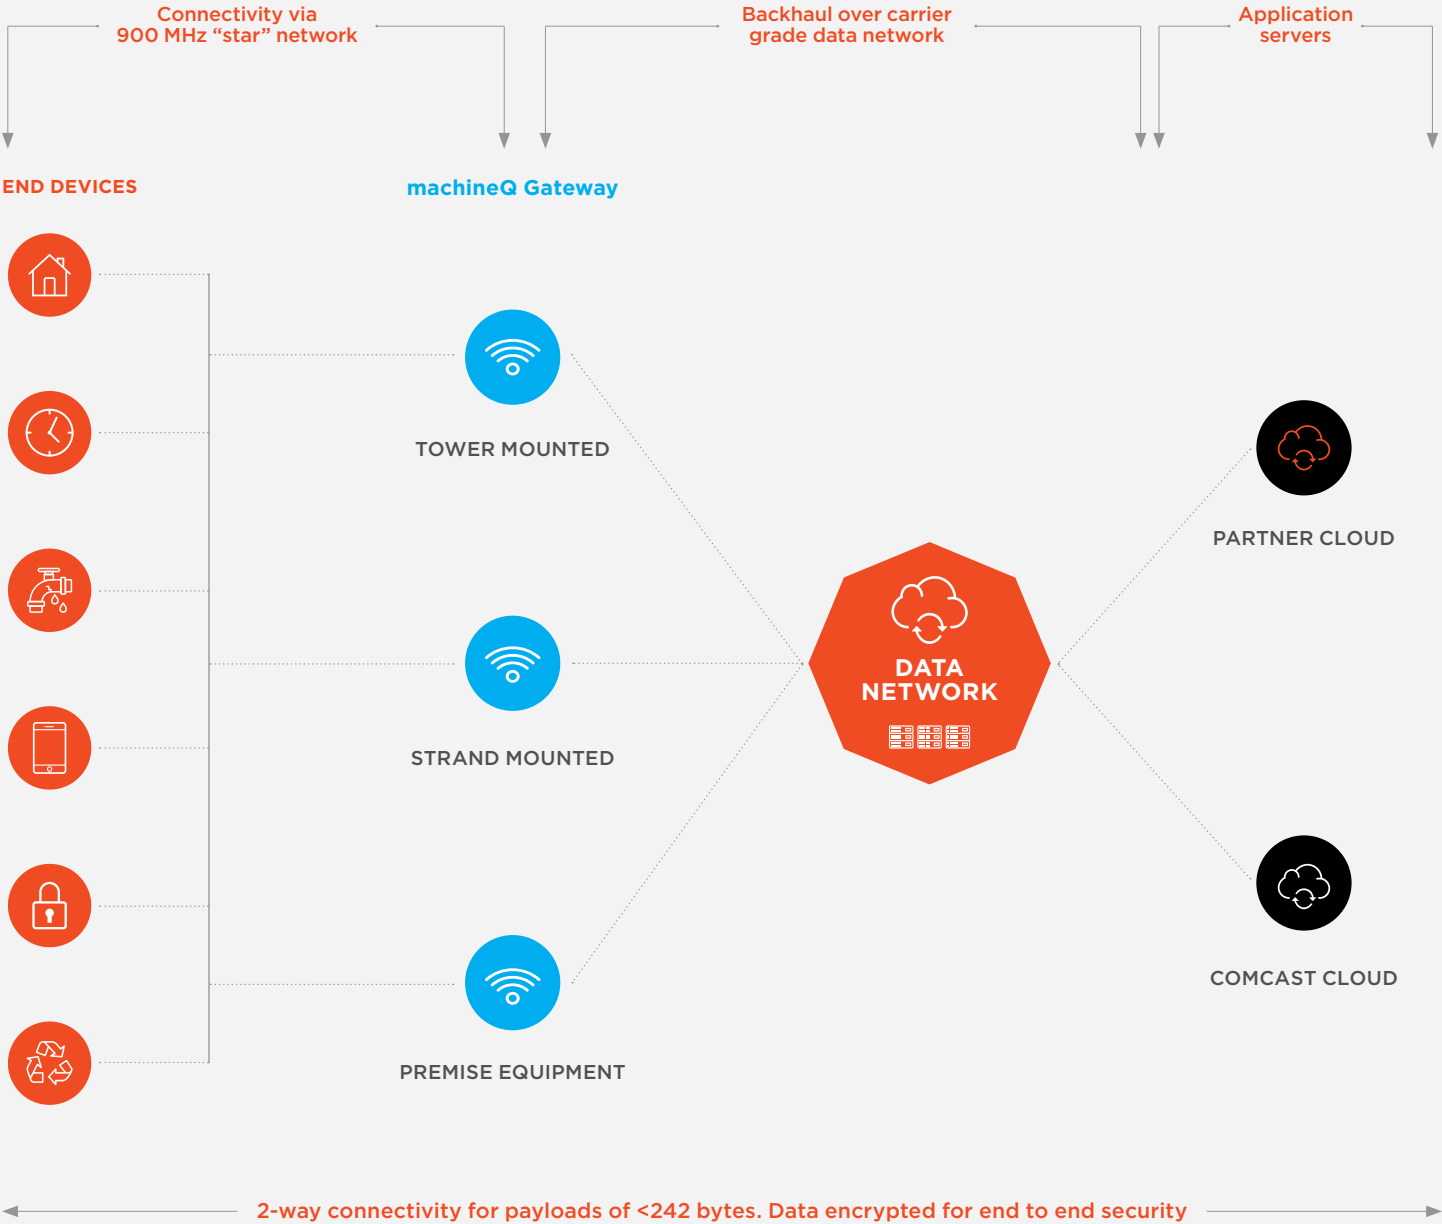 Connectivity via
900 MHz “star” network
Backhaul over carrier
grade data network
Application
servers
END DEVICES
machineQ Gateway
TOWER MOUNTED
STRAND MOUNTED
PREMISE EQUIPMENT
DATA
NETWORK
PARTNER CLOUD
COMCAST CLOUD
2-way connectivity for payloads of <242 bytes. Data encrypted for end to end security